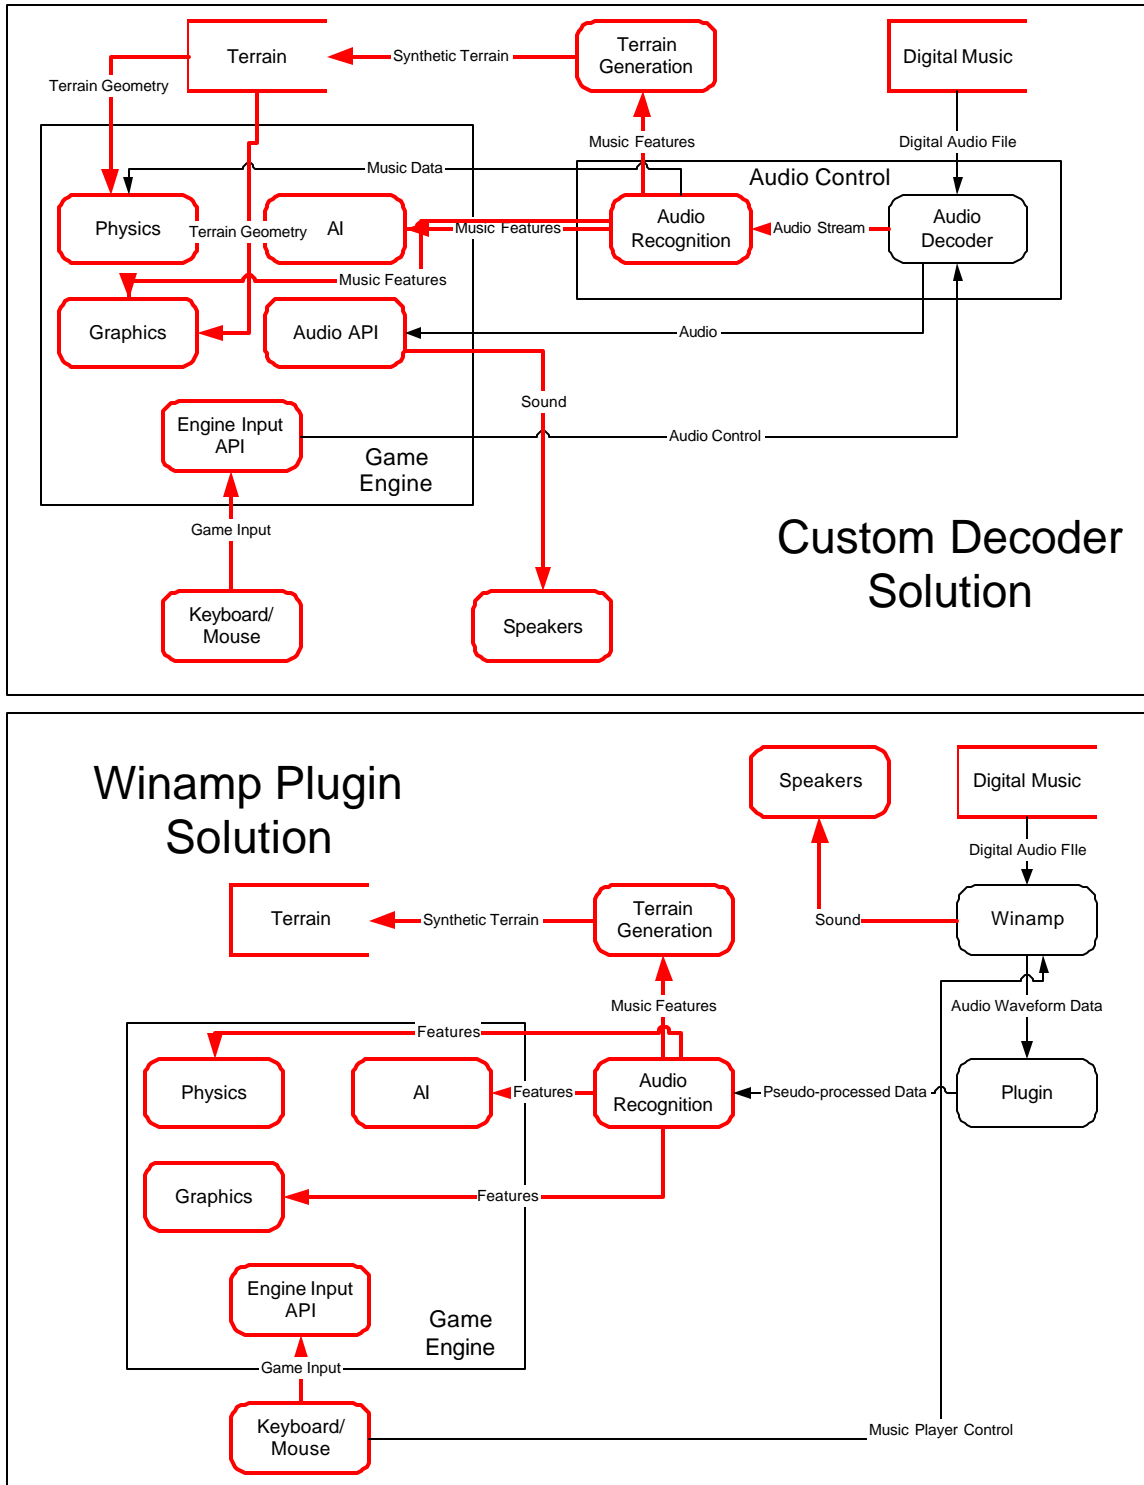 Terrain
Synthetic Terrain
Terrain
Generation
Digital Music
Terrain Geometry
Music Features
Digital Audio File
Music Data
Audio Control
Physics
Terrain Geometry
AI
Music Features
Audio
Recognition
Audio Stream
Audio
Decoder
Music Features
Graphics
Audio API
Audio
Sound
Engine Input
API
Audio Control
Game
Engine
Game Input
Custom Decoder
Solution
Keyboard/
Mouse
Speakers
Winamp Plugin
Solution
Speakers
Digital Music
Digital Audio FIle
Terrain
Synthetic Terrain
Terrain
Generation
Sound
Winamp
Music Features
Audio Waveform Data
Features
Physics
AI
Features
Audio
Recognition
Pseudo-processed Data
Plugin
Graphics
Features
Engine Input
API
Game
Engine
Game Input
Keyboard/
Mouse
Music Player Control